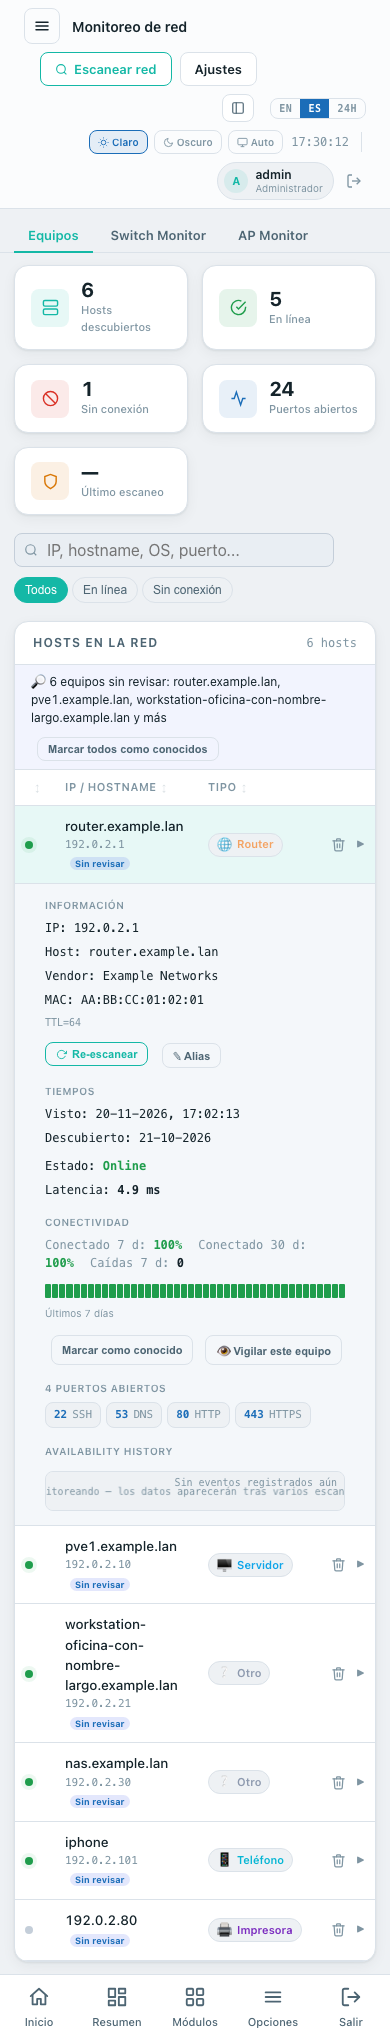 Monitoreo de red
Escanear red
Ajustes
EN ES 24H
Claro Oscuro Auto 17:30:12
A admin
Administrador
Equipos Switch Monitor AP Monitor
6
Hosts
descubiertos
5
En línea
1
Sin conexión
24
Puertos abiertos
—
Último escaneo
IP, hostname, OS, puerto...
Todos En línea Sin conexión
HOSTS EN LA RED 6 hosts
6 equipos sin revisar: router.example.lan,
pve1.example.lan, workstation-oficina-con-nombre-
largo.example.lan y más
Marcar todos como conocidos
IP / HOSTNAME TIPO
router.example.lan
192.0.2.1
Sin revisar
Router
INFORMACIÓN
IP: 192.0.2.1
Host: router.example.lan
Vendor: Example Networks
MAC: AA:BB:CC:01:02:01
TTL=64
Re-escanear Alias
TIEMPOS
Visto: 20-11-2026, 17:02:13
Descubierto: 21-10-2026
Estado: Online
Latencia: 4.9 ms
CONECTIVIDAD
Conectado 7 d: 100% Conectado 30 d:
100% Caídas 7 d: 0
Últimos 7 días
Marcar como conocido Vigilar este equipo
4 PUERTOS ABIERTOS
22 SSH 53 DNS 80 HTTP 443 HTTPS
AVAILABILITY HISTORY
Sin eventos registrados aún
itoreando — los datos aparecerán tras varios escan
pve1.example.lan
192.0.2.10
Sin revisar
Servidor
workstation-
oficina-con-
nombre-
largo.example.lan
192.0.2.21
Sin revisar
Otro
nas.example.lan
192.0.2.30
Sin revisar
Otro
iphone
192.0.2.101
Sin revisar
Teléfono
192.0.2.80
Sin revisar
Impresora
Inicio Resumen Módulos Opciones Salir